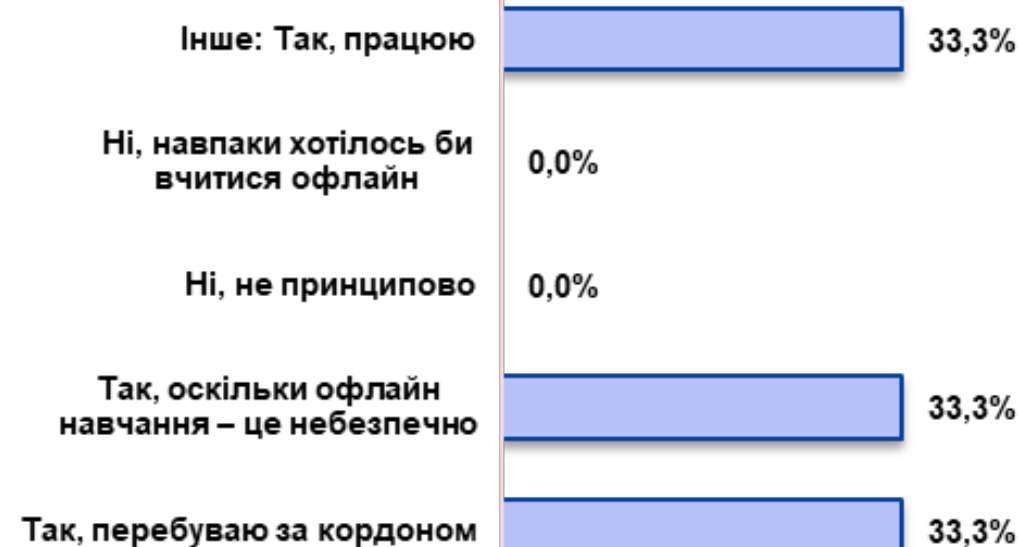 Інше: Так, працюю
33,3%
Ні, навпаки хотілось би
вчитися офлайн
0,0%
Ні, не принципово
0,0%
Так, оскільки офлайн
навчання – це небезпечно
33,3%
Так, перебуваю за кордоном
33,3%